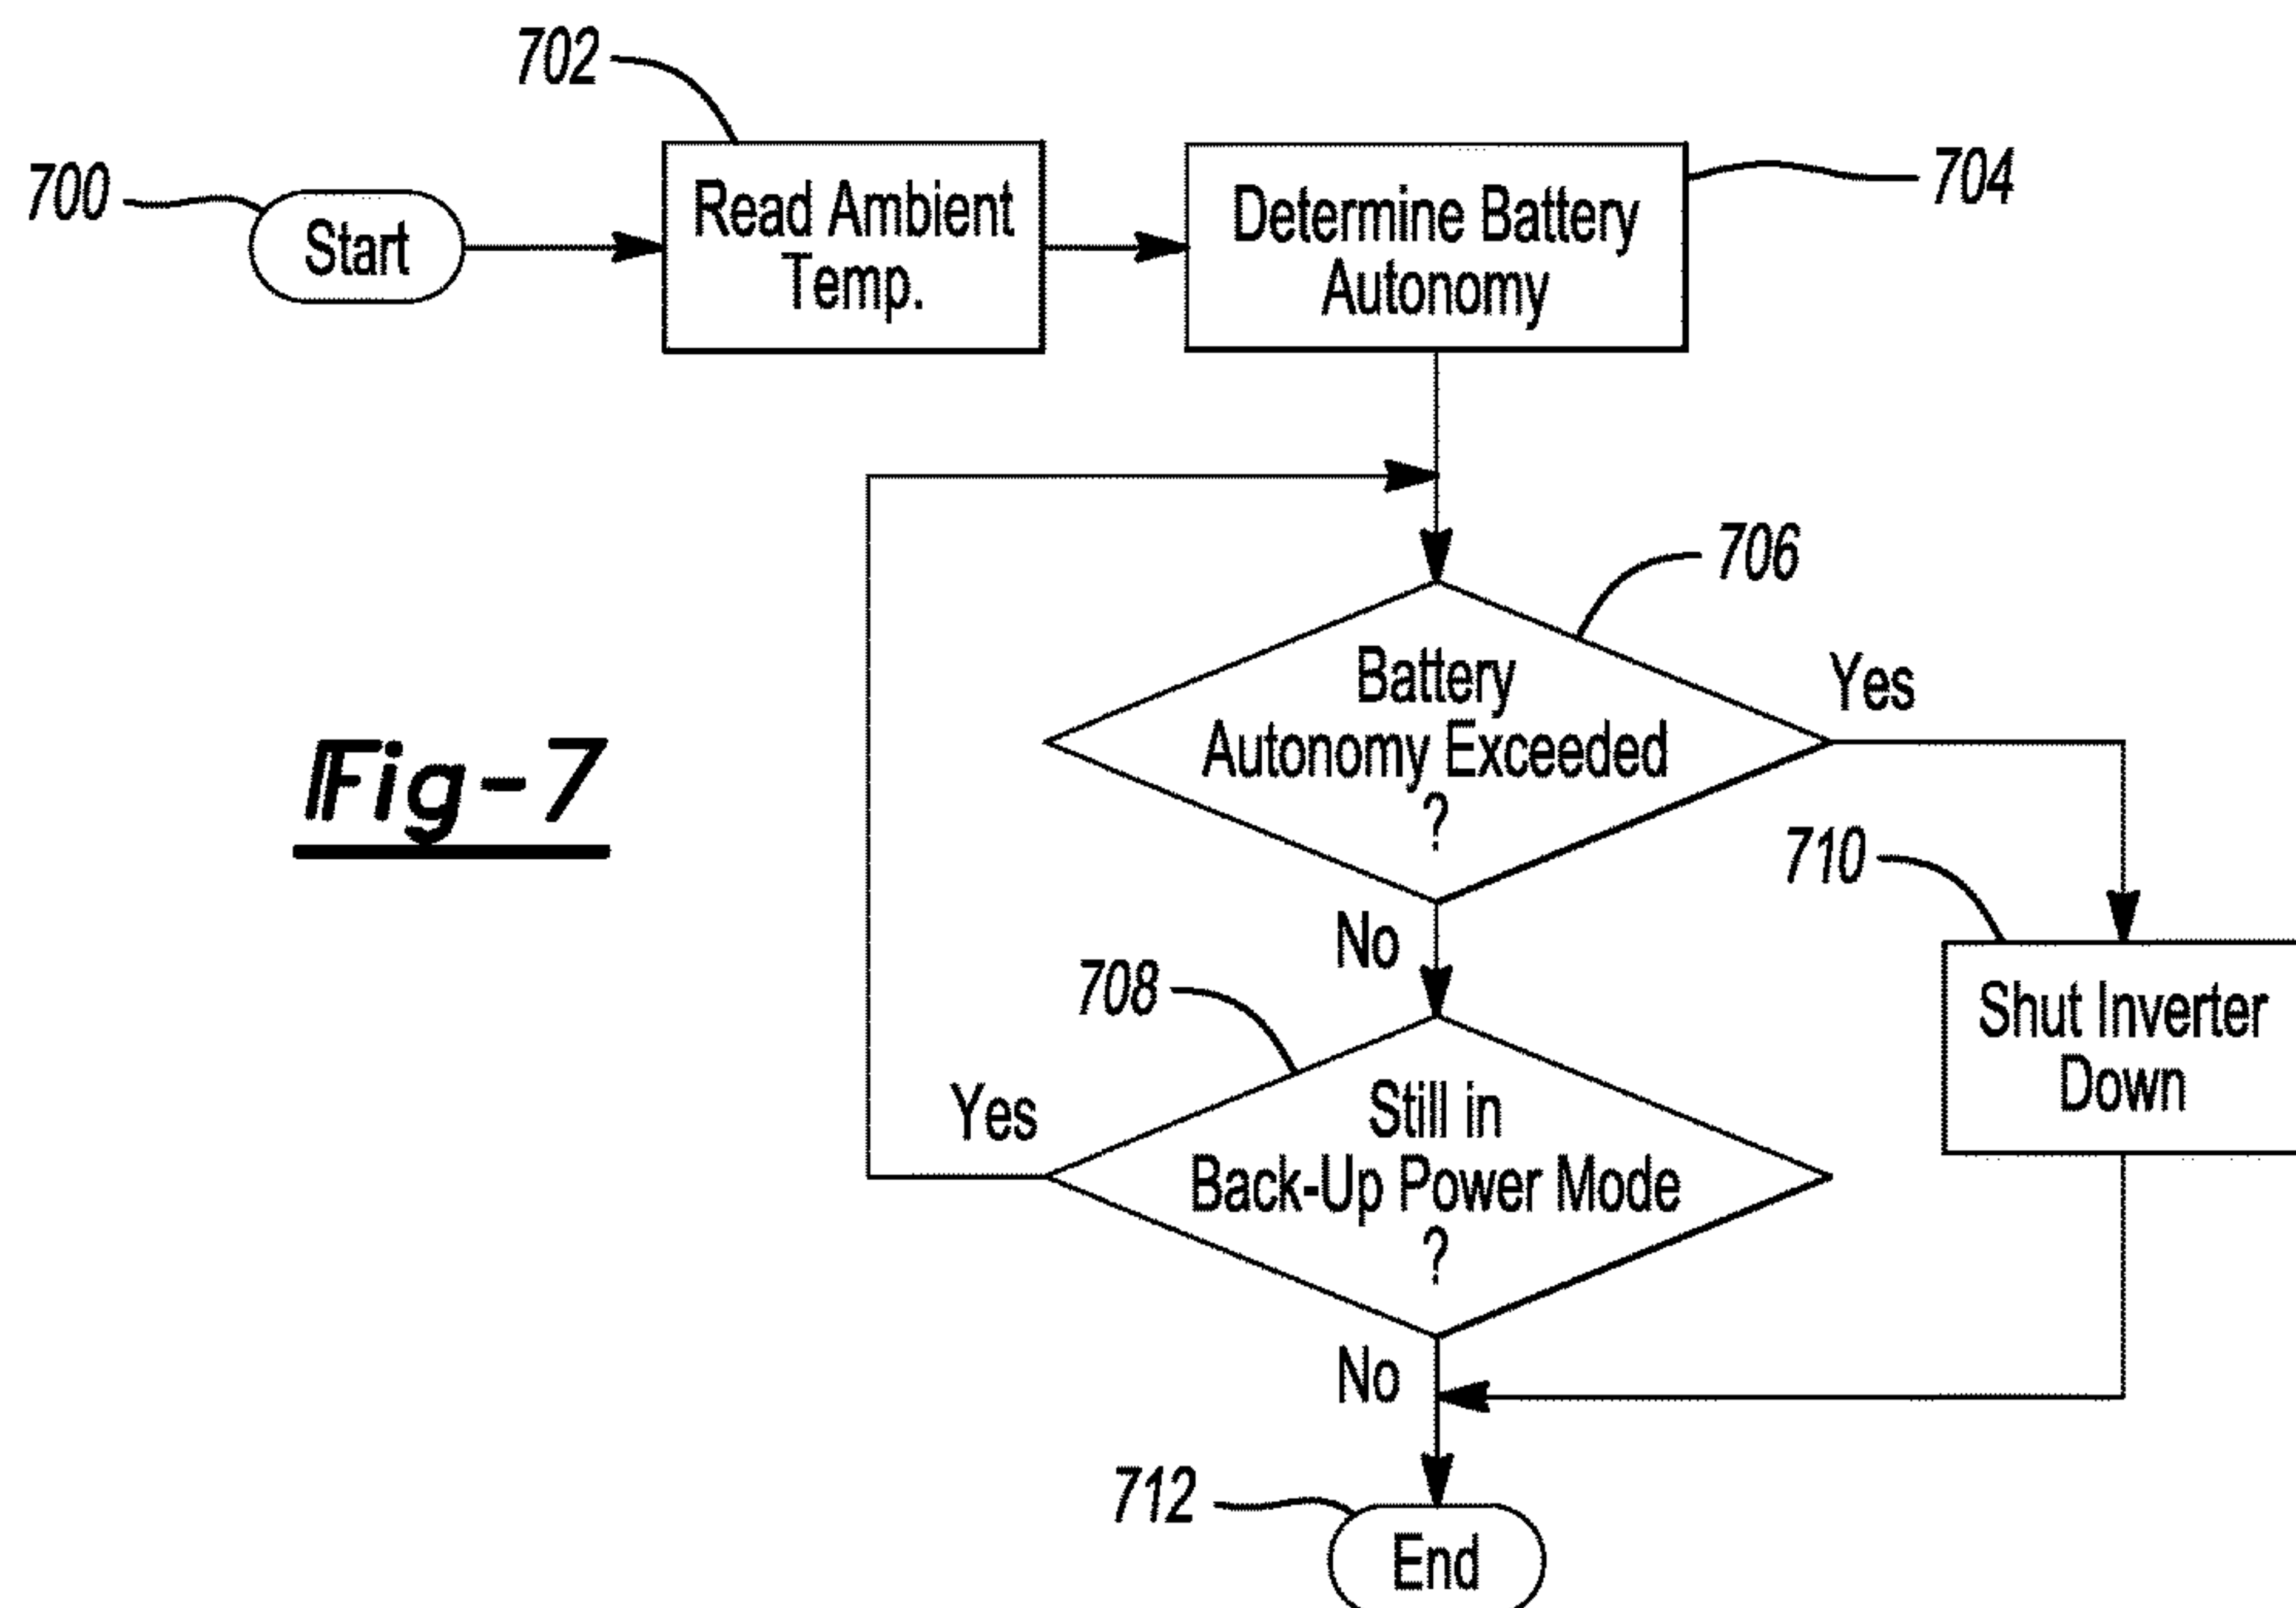 702
700
Start
Read Ambient
Temp.
Determine Battery
Autonomy
704
706
Battery
Autonomy Exceeded
?
Yes
Fig-7
710
No
708
Shut Inverter
Down
Yes
Still in
Back-Up Power Mode
?
No
712
End